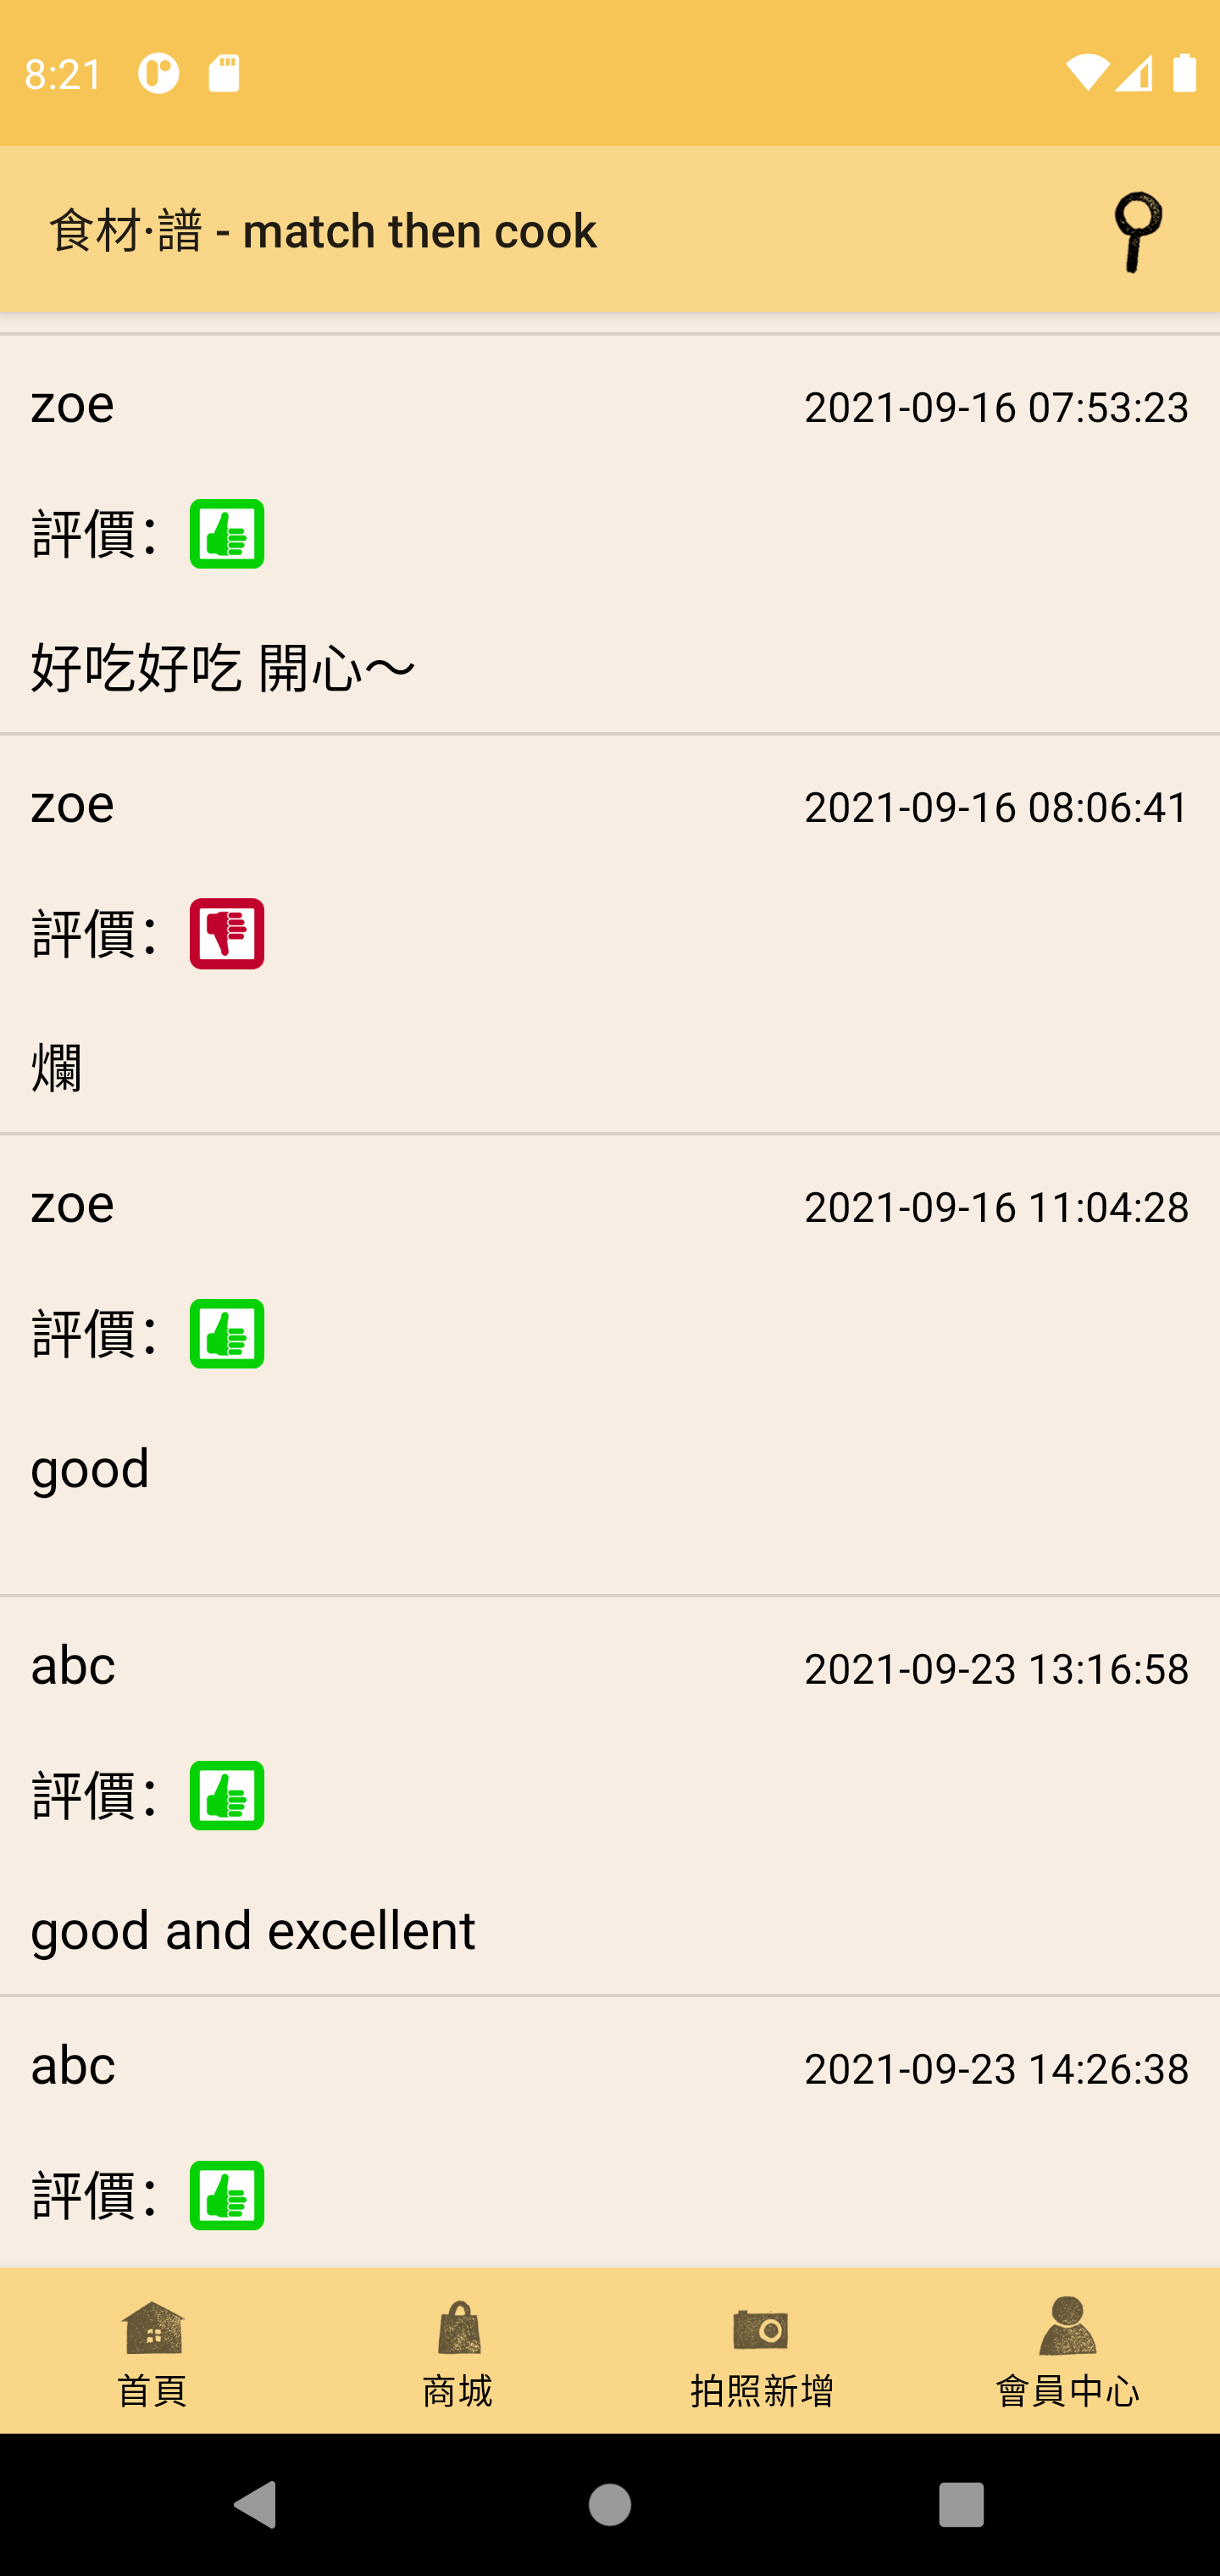 8:21
食材·譜 - match then cook
zoe 2021-09-16 07:53:23
評價：
好吃好吃 開心～
zoe 2021-09-16 08:06:41
評價：
爛
zoe 2021-09-16 11:04:28
評價：
good
abc 2021-09-23 13:16:58
評價：
good and excellent
abc 2021-09-23 14:26:38
評價：
首頁 商城 拍照新增 會員中心